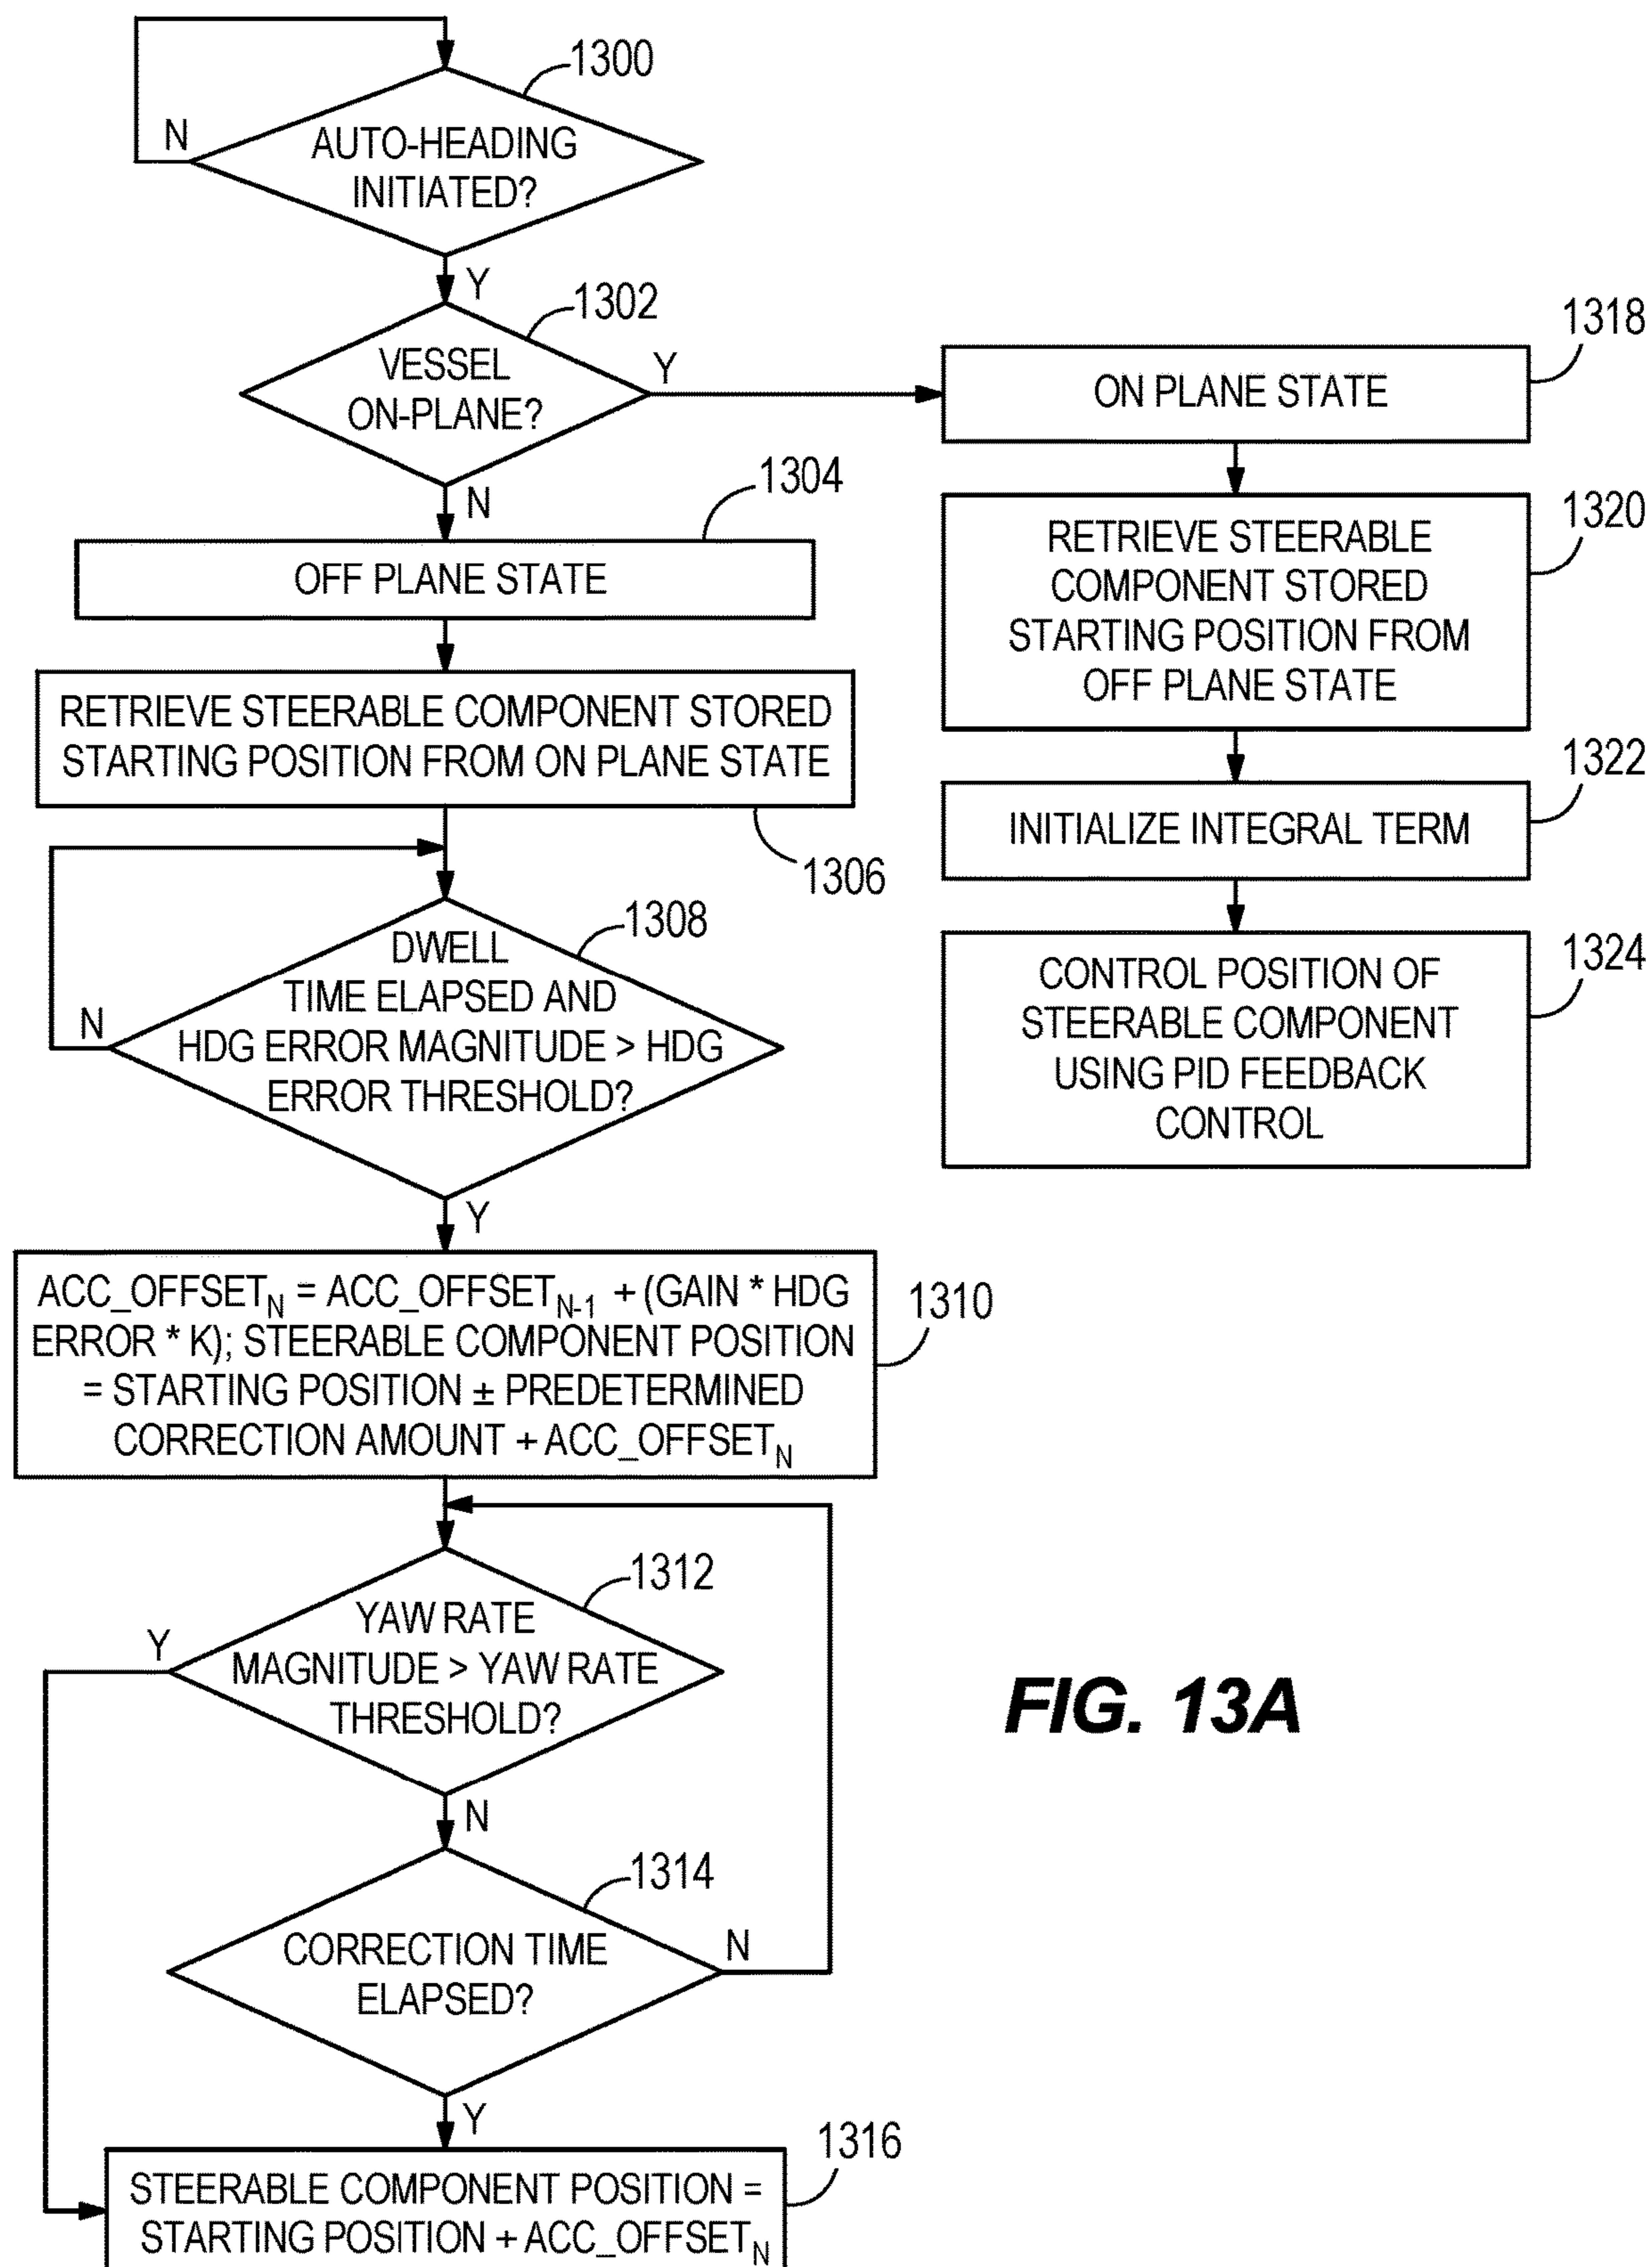 1300
N
AUTO-HEADING
INITIATED?
Y
1302
VESSEL
ON-PLANE?
Y
N
1304
OFF PLANE STATE
RETRIEVE STEERABLE COMPONENT STORED
STARTING POSITION FROM ON PLANE STATE
1306
1308
DWELL
TIME ELAPSED AND
N
HDG ERROR MAGNITUDE > HDG
ERROR THRESHOLD?
Y
ACC_OFFSET_N = ACC_OFFSET_N-1 + (GAIN * HDG
ERROR * K); STEERABLE COMPONENT POSITION
= STARTING POSITION ± PREDETERMINED
CORRECTION AMOUNT + ACC_OFFSET_N
1310
1312
Y
YAW RATE
MAGNITUDE > YAW RATE
THRESHOLD?
N
1314
CORRECTION TIME
ELAPSED?
N
Y
1316
STEERABLE COMPONENT POSITION =
STARTING POSITION + ACC_OFFSET_N
1318
ON PLANE STATE
1320
RETRIEVE STEERABLE
COMPONENT STORED
STARTING POSITION FROM
OFF PLANE STATE
1322
INITIALIZE INTEGRAL TERM
1324
CONTROL POSITION OF
STEERABLE COMPONENT
USING PID FEEDBACK
CONTROL
FIG. 13A